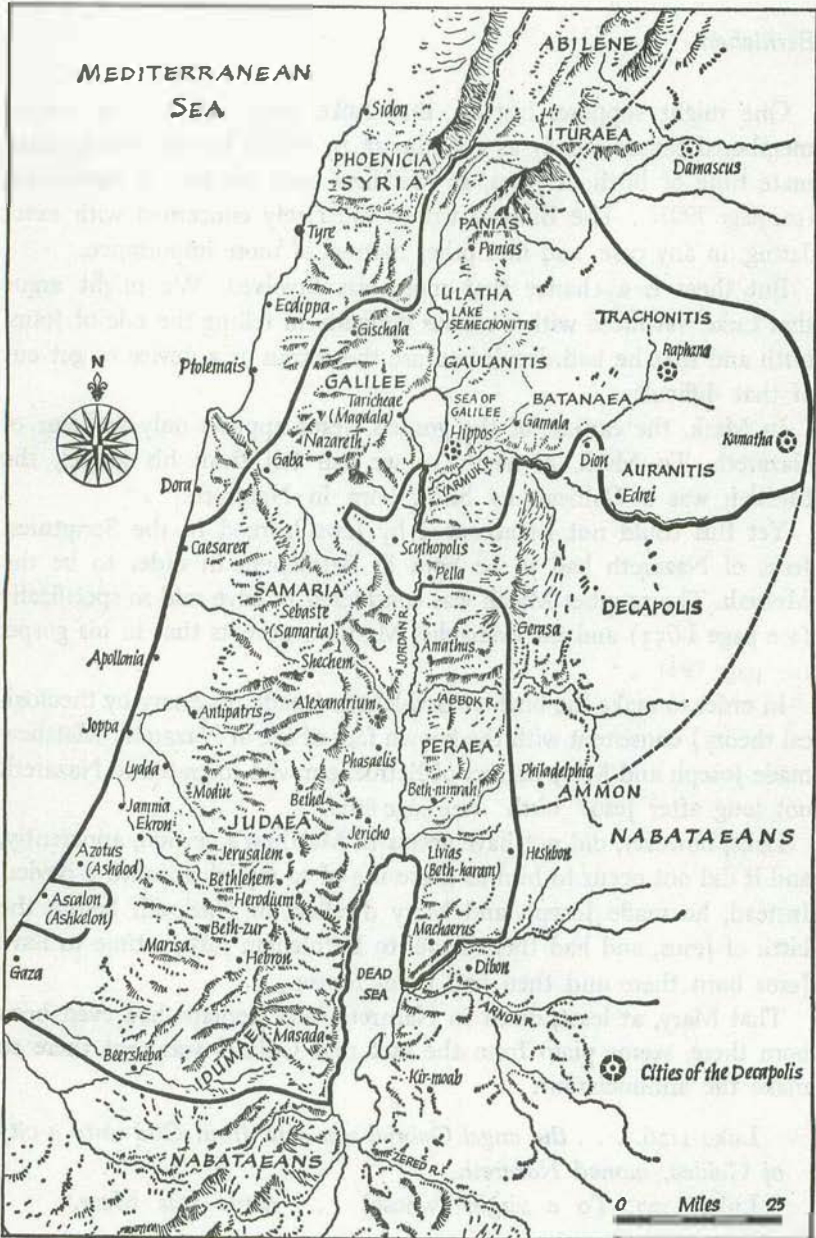 MEDITERRANEAN
SEA
ABILENE
Sidon
ITURAEA
Damascus
PHOENICIA
SYRIA
PANIAS
Panias
Tyre
ULATHA
LAKE
SEMECHONITIS
TRACHONITIS
Ecdippa
Gischala
Raphana
GAULANITIS
Ptolemais
N
GALILEE
Taricheae
(Magdala)
SEA OF
GALILEE
BATANAEA
Gamala
Hippos
Kanatha
Nazareth
Gaba
YARMUK R.
Dion
AURANITIS
Edrei
Dora
Caesarea
Scythopolis
Pella
SAMARIA
Sebaste
(Samaria)
DECAPOLIS
Gerasa
JORDAN R.
Amathus
Shechem
Apollonia
Antipatris
Alexandrium
JABBOK R.
Joppa
PERAEA
Phasaelis
Lydda
Modin
Beth-nimrah
Philadelphia
AMMON
Bethel
Jamnia
Ekron
JUDAEA
Jericho
NABATAEANS
Azotus
(Ashdod)
Jerusalem
Livias
(Beth-haram)
Heshbon
Bethlehem
Herodium
Ascalon
(Ashkelon)
Beth-zur
Machaerus
Marisa
Hebron
Gaza
DEAD
SEA
Dibon
ARNON R.
Masada
IDUMEA
Beersheba
Kir-moab
Cities of the Decapolis
NABATAEANS
ZERED R.
0 Miles 25